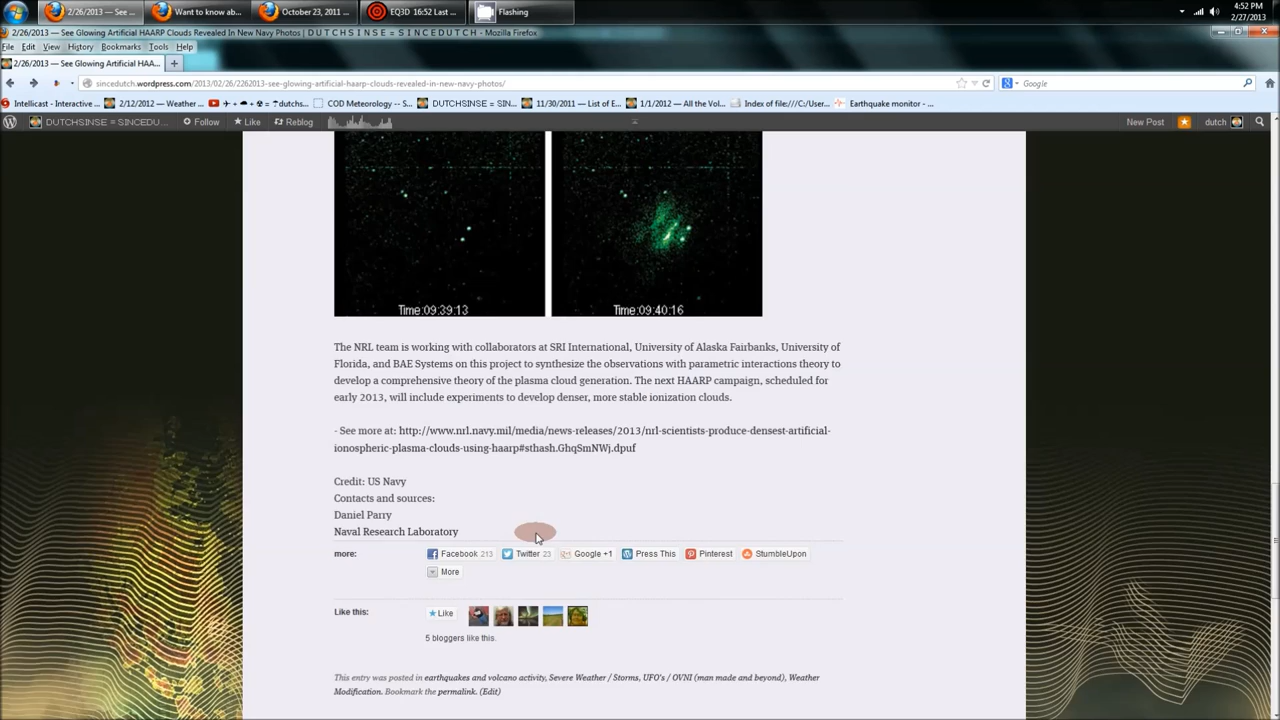 2/26/2013 — See ...
Want to know ab...
October 23, 2011 ...
EQ3D 16:52 Last ...
Flashing
4:52 PM
2/27/2013
2/26/2013 — See Glowing Artificial HAARP Clouds Revealed In New Navy Photos | D U T C H S I N S E = S I N C E D U T C H - Mozilla Firefox
File Edit View History Bookmarks Tools Help
2/26/2013 — See Glowing Artificial HAA...
sincedutch.wordpress.com/2013/02/26/2262013-see-glowing-artificial-haarp-clouds-revealed-in-new-navy-photos/
Google
Intellicast - Interactive ...
2/12/2012 — Weather ...
= ↑dutchs...
COD Meteorology -- S...
DUTCHSINSE = SIN...
11/30/2011 — List of E...
1/1/2012 — All the Vol...
Index of file:///C:/User...
Earthquake monitor - ...
DUTCHSINSE = SINCEDU...
Follow
Like
Reblog
New Post
dutch
Time:09:39:13
Time:09:40:16
The NRL team is working with collaborators at SRI International, University of Alaska Fairbanks, University of
Florida, and BAE Systems on this project to synthesize the observations with parametric interactions theory to
develop a comprehensive theory of the plasma cloud generation. The next HAARP campaign, scheduled for
early 2013, will include experiments to develop denser, more stable ionization clouds.
- See more at: http://www.nrl.navy.mil/media/news-releases/2013/nrl-scientists-produce-densest-artificial-
ionospheric-plasma-clouds-using-haarp#sthash.GhqSmNWj.dpuf
Credit: US Navy
Contacts and sources:
Daniel Parry
Naval Research Laboratory
more:
Facebook 213
Twitter 23
Google +1
Press This
Pinterest
StumbleUpon
More
Like this:
Like
5 bloggers like this.
This entry was posted in earthquakes and volcano activity, Severe Weather / Storms, UFO's / OVNI (man made and beyond), Weather
Modification. Bookmark the permalink. (Edit)